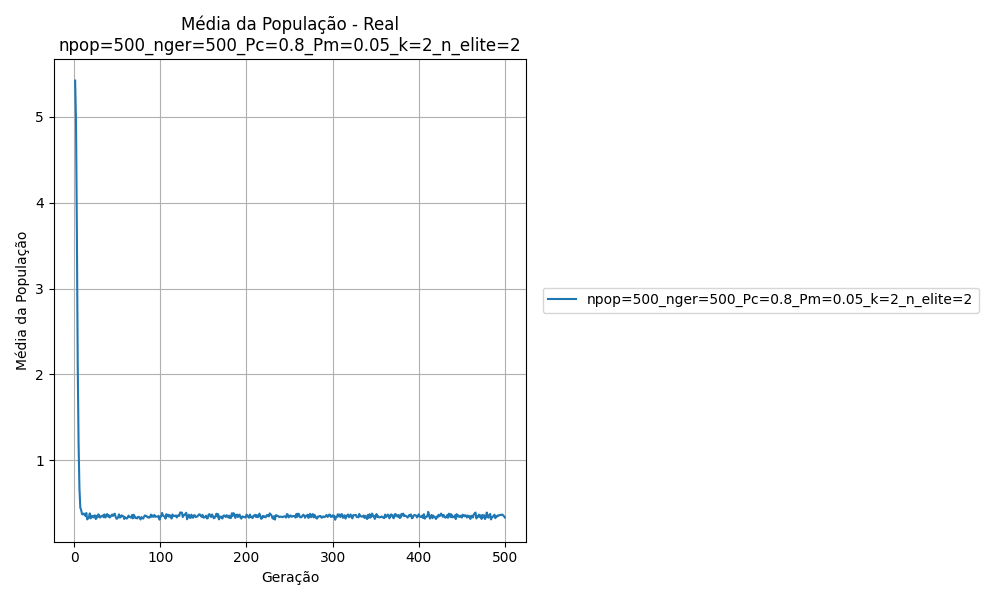 Média da População - Real
npop=500_nger=500_Pc=0.8_Pm=0.05_k=2_n_elite=2
Média da População
5
4
3
2
1
0
100
200
300
400
500
Geração
npop=500_nger=500_Pc=0.8_Pm=0.05_k=2_n_elite=2